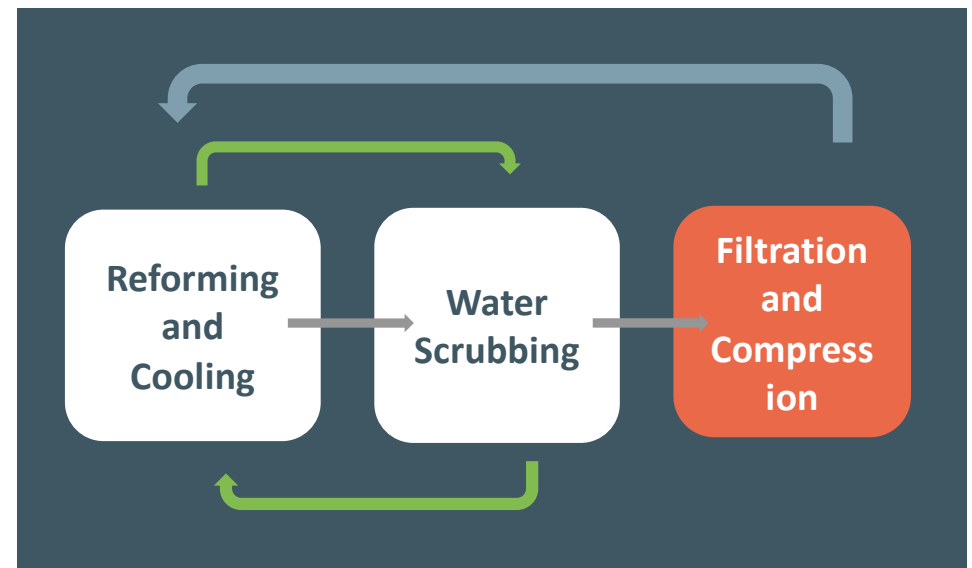 Reforming
and
Cooling
Water
Scrubbing
Filtration
and
Compress
ion